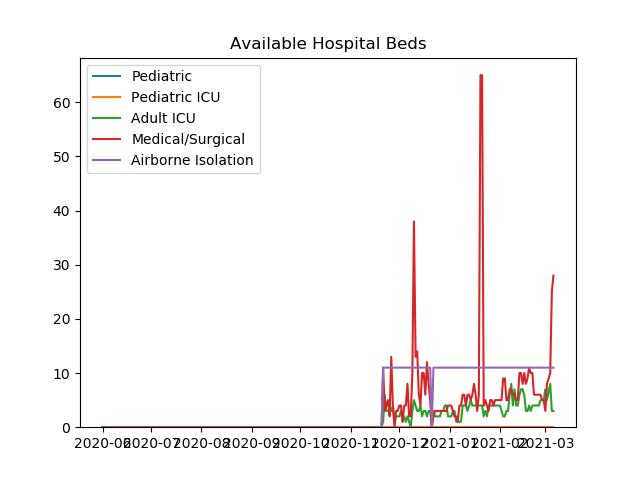 Available Hospital Beds
Pediatric
Pediatric ICU
Adult ICU
Medical/Surgical
Airborne Isolation
60
50
40
30
20
10
0
2020-06 2020-07 2020-08 2020-09 2020-10 2020-11 2020-12 2021-01 2021-02 2021-03